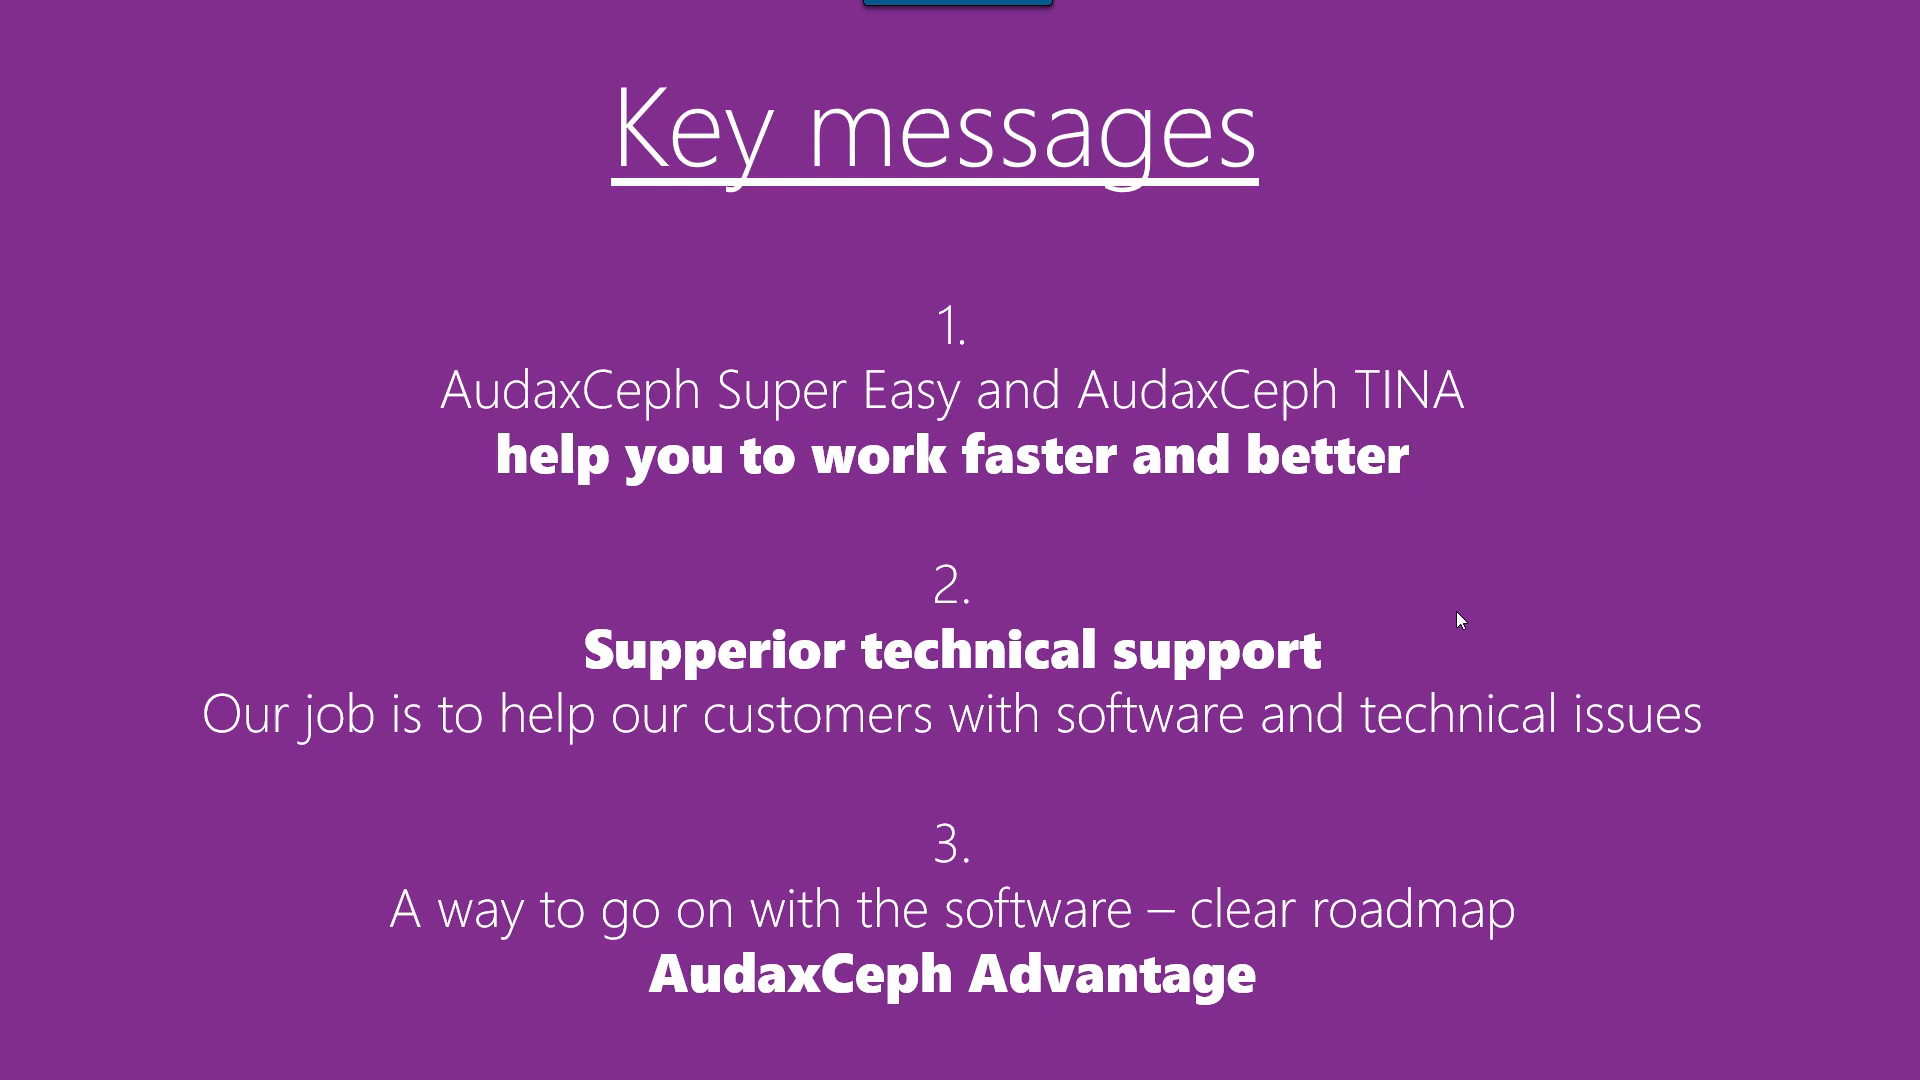 Key messages
1.
AudaxCeph Super Easy and AudaxCeph TINA
help you to work faster and better
2.
Supperior technical support
Our job is to help our customers with software and technical issues
3.
A way to go on with the software – clear roadmap
AudaxCeph Advantage